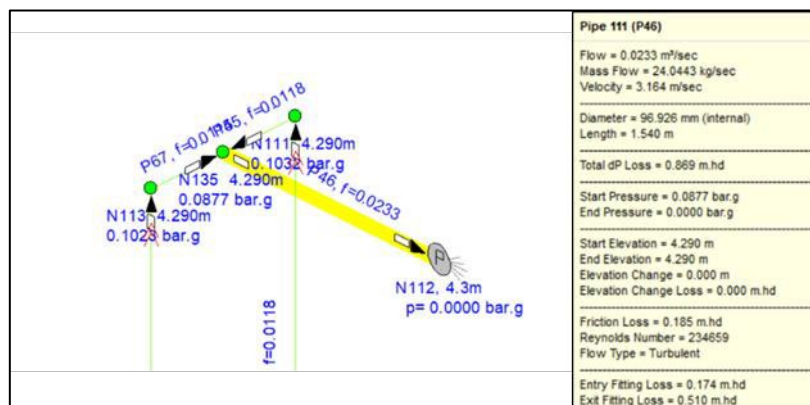 P67, f=0.0115
P45, f=0.0118
N111 4.290m
0.1032 bar.g
N135 4.290m
0.0877 bar.g
P46, f=0.0233
N113 4.290m
0.1023 bar.g
P
N112, 4.3m
p= 0.0000 bar.g
f=0.0118
Pipe 111 (P46)
Flow = 0.0233 m³/sec
Mass Flow = 24.0443 kg/sec
Velocity = 3.164 m/sec
Diameter = 96.926 mm (internal)
Length = 1.540 m
Total dP Loss = 0.869 m.hd
Start Pressure = 0.0877 bar.g
End Pressure = 0.0000 bar.g
Start Elevation = 4.290 m
End Elevation = 4.290 m
Elevation Change = 0.000 m
Elevation Change Loss = 0.000 m.hd
Friction Loss = 0.185 m.hd
Reynolds Number = 234659
Flow Type = Turbulent
Entry Fitting Loss = 0.174 m.hd
Exit Fitting Loss = 0.510 m.hd